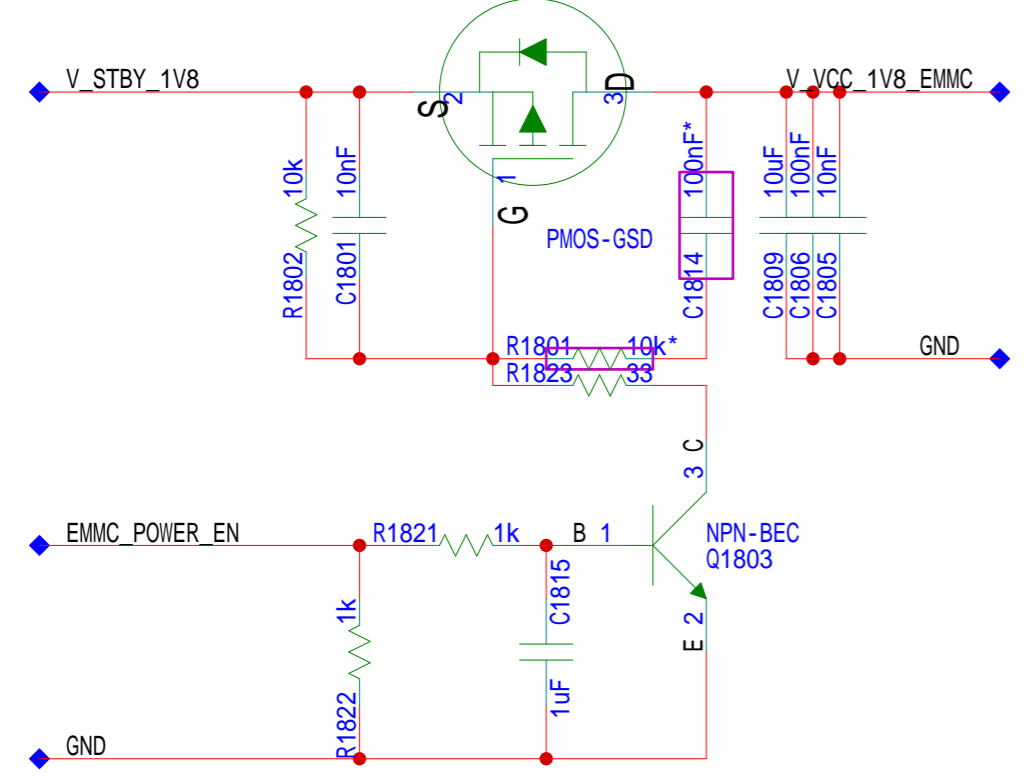 V_STBY_1V8
S
2
3
D
V_VCC_1V8_EMMC
1
G
PMOS-GSD
10k
R1802
10nF
C1801
100nF*
C1814
10uF
C1809
100nF
C1806
10nF
C1805
R1801
10k*
R1823
33
GND
C
3
EMMC_POWER_EN
R1821
1k
B
1
NPN-BEC
Q1803
2
E
1k
R1822
C1815
1uF
GND